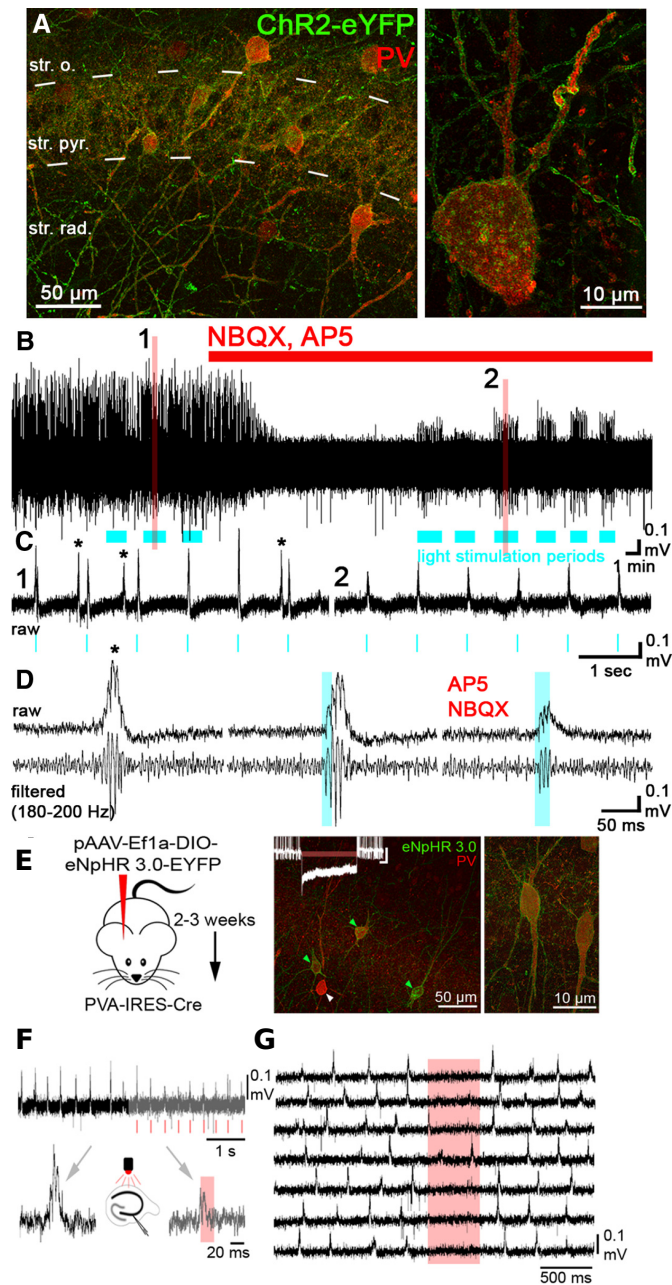 A
ChR2-eYFP
PV
str. o.
str. pyr.
str. rad.
50 µm
10 µm
B
1
NBQX, AP5
2
0.1
mV
1 min
light stimulation periods
C
*
*
*
1
2
raw
0.1
mV
1 sec
D
*
raw
AP5
NBQX
filtered
(180-200 Hz)
0.1
mV
50 ms
E
pAAV-Ef1a-DIO-
eNpHR 3.0-EYFP
2-3 weeks
PVA-IRES-Cre
eNpHR 3.0
PV
50 µm
10 µm
F
0.1
mV
1 s
20 ms
G
0.1
mV
500 ms